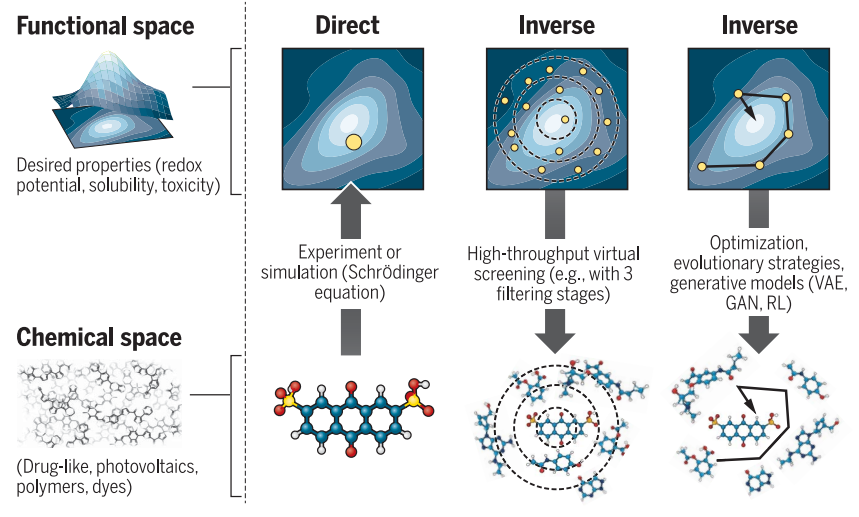 Functional space
Direct
Inverse
Inverse
Desired properties (redox
potential, solubility, toxicity)
Experiment or
simulation (Schrödinger
equation)
High-throughput virtual
screening (e.g., with 3
filtering stages)
Optimization,
evolutionary strategies,
generative models (VAE,
GAN, RL)
Chemical space
(Drug-like, photovoltaics,
polymers, dyes)